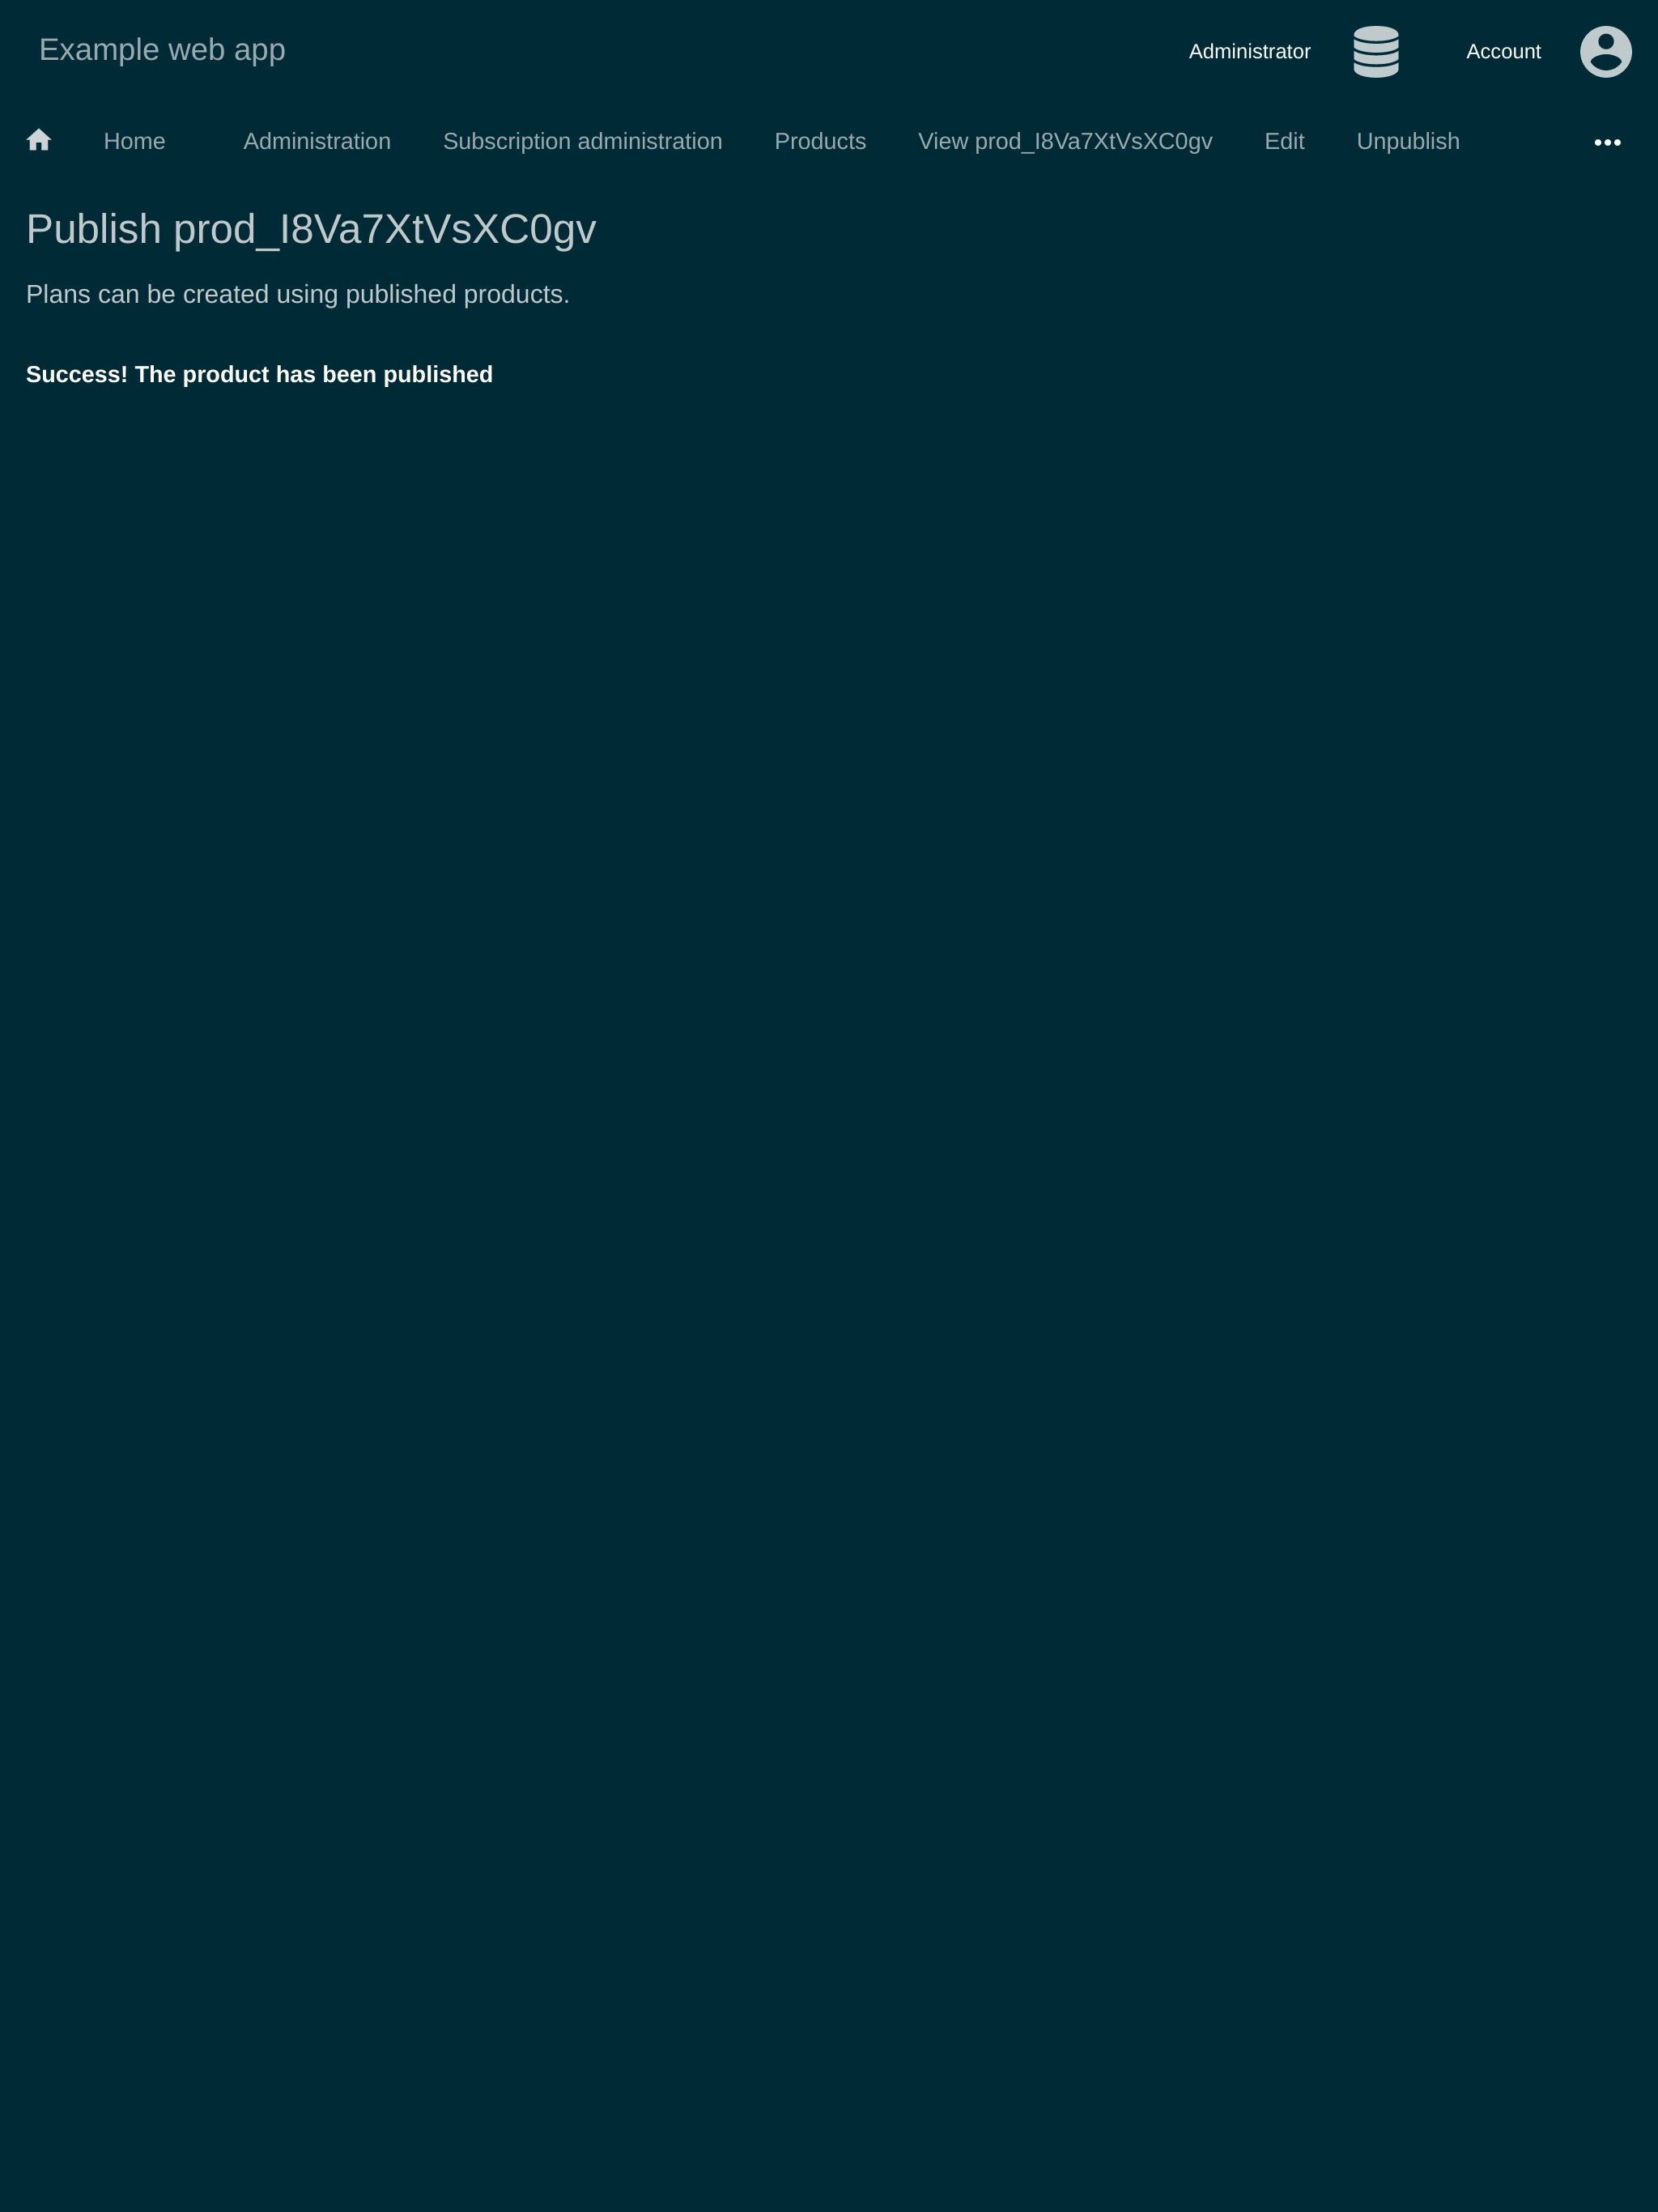 Example web app
Administrator
Account
Home
Administration
Subscription administration
Products
View prod_I8Va7XtVsXC0gv
Edit
Unpublish
Publish prod_I8Va7XtVsXC0gv
Plans can be created using published products.
Success! The product has been published